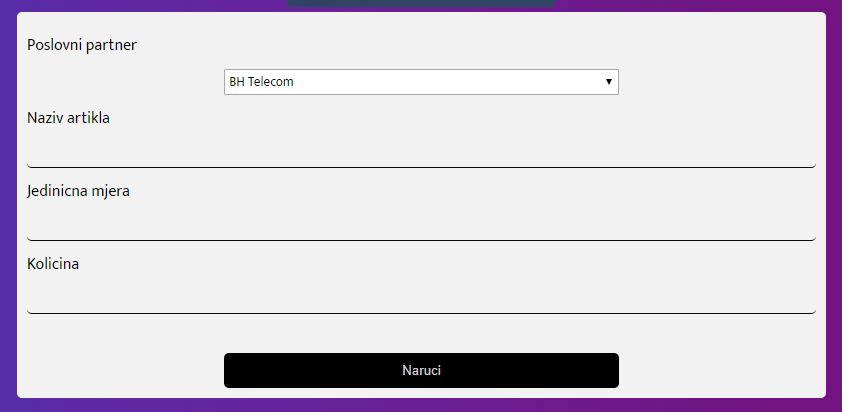 Poslovni partner
BH Telecom
Naziv artikla
Jedinicna mjera
Kolicina
Naruci